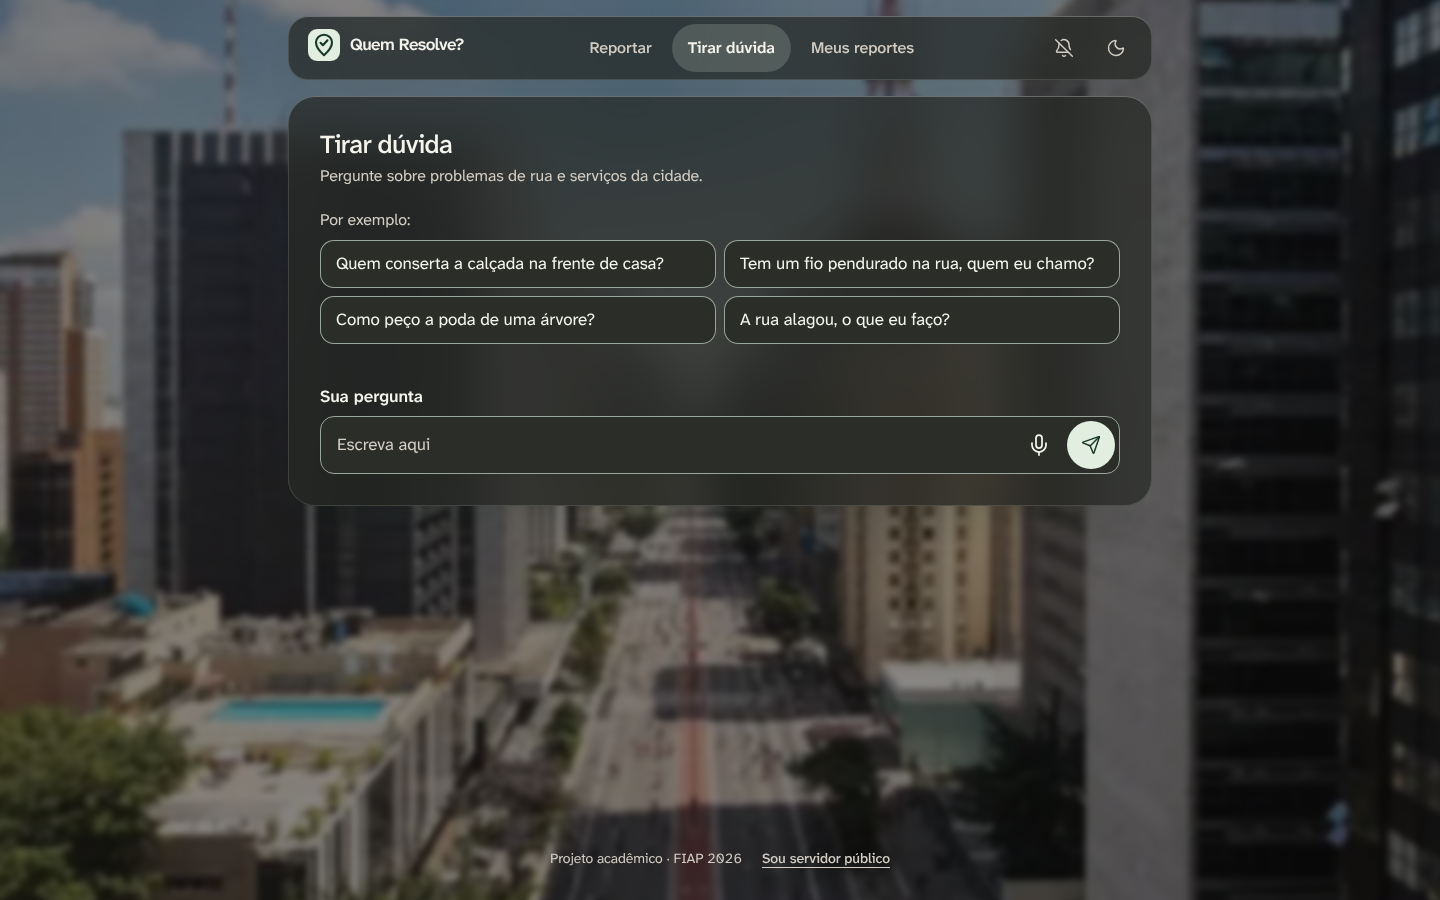 Quem Resolve?
Reportar
Tirar dúvida
Meus reportes
Tirar dúvida
Pergunte sobre problemas de rua e serviços da cidade.
Por exemplo:
Quem conserta a calçada na frente de casa?
Tem um fio pendurado na rua, quem eu chamo?
Como peço a poda de uma árvore?
A rua alagou, o que eu faço?
Sua pergunta
Escreva aqui
Projeto acadêmico · FIAP 2026
Sou servidor público